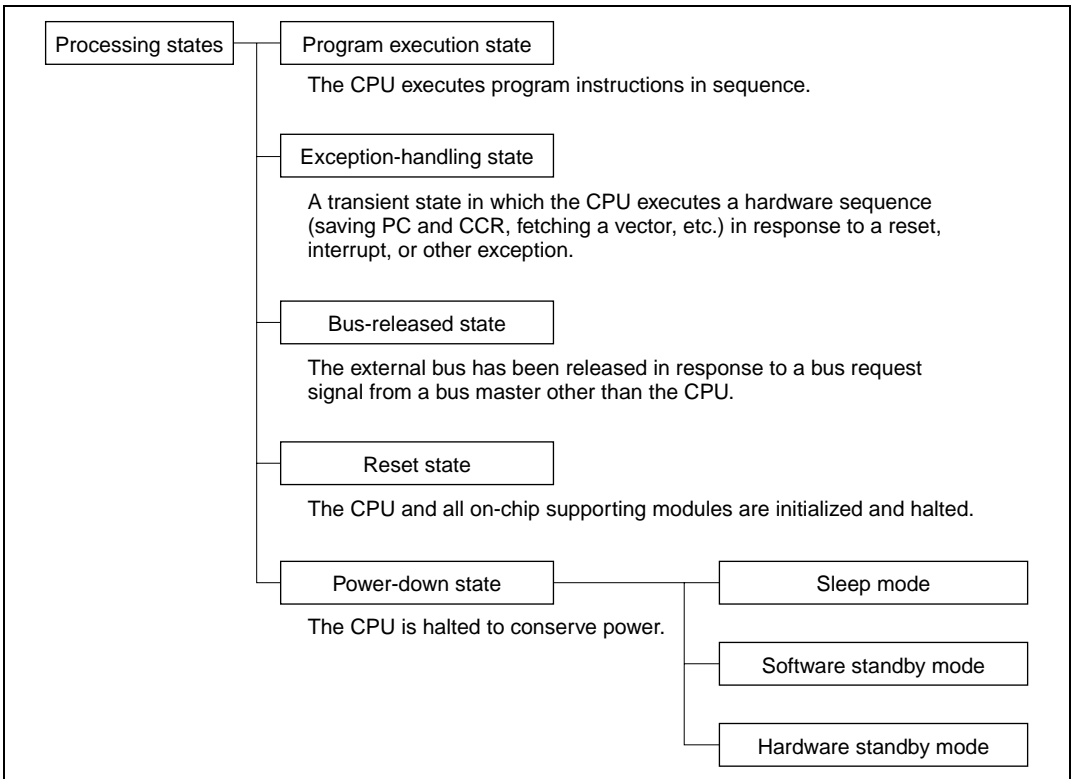 Processing states
Program execution state
The CPU executes program instructions in sequence.
Exception-handling state
A transient state in which the CPU executes a hardware sequence
(saving PC and CCR, fetching a vector, etc.) in response to a reset,
interrupt, or other exception.
Bus-released state
The external bus has been released in response to a bus request
signal from a bus master other than the CPU.
Reset state
The CPU and all on-chip supporting modules are initialized and halted.
Power-down state
Sleep mode
The CPU is halted to conserve power.
Software standby mode
Hardware standby mode